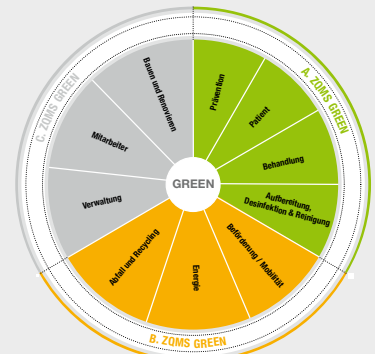 A. ZQMS GREEN
Prävention
Patient
Behandlung
Aufbereitung,
Desinfektion & Reinigung
B. ZQMS GREEN
Beförderung / Mobilität
Energie
Abfall und Recycling
C. ZQMS GREEN
Verwaltung
Mitarbeiter
Bauen und Renovieren
GREEN